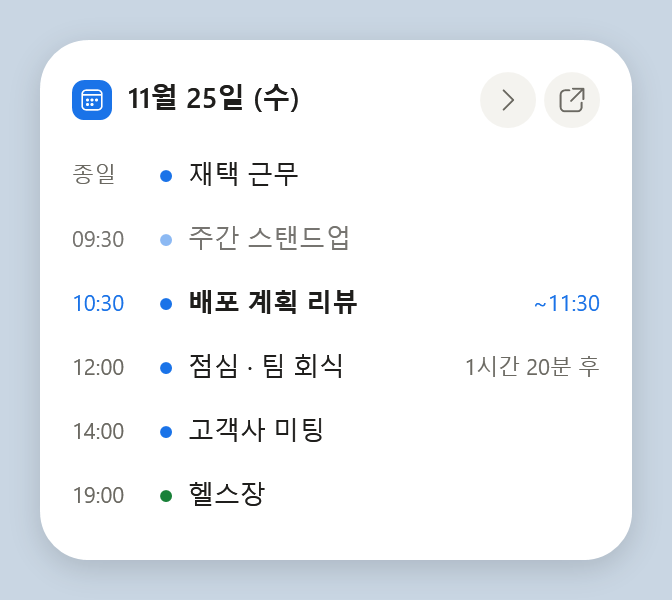 11월 25일 (수)
종일 재택 근무
09:30 주간 스탠드업
10:30 배포 계획 리뷰 ~11:30
12:00 점심 · 팀 회식 1시간 20분 후
14:00 고객사 미팅
19:00 헬스장